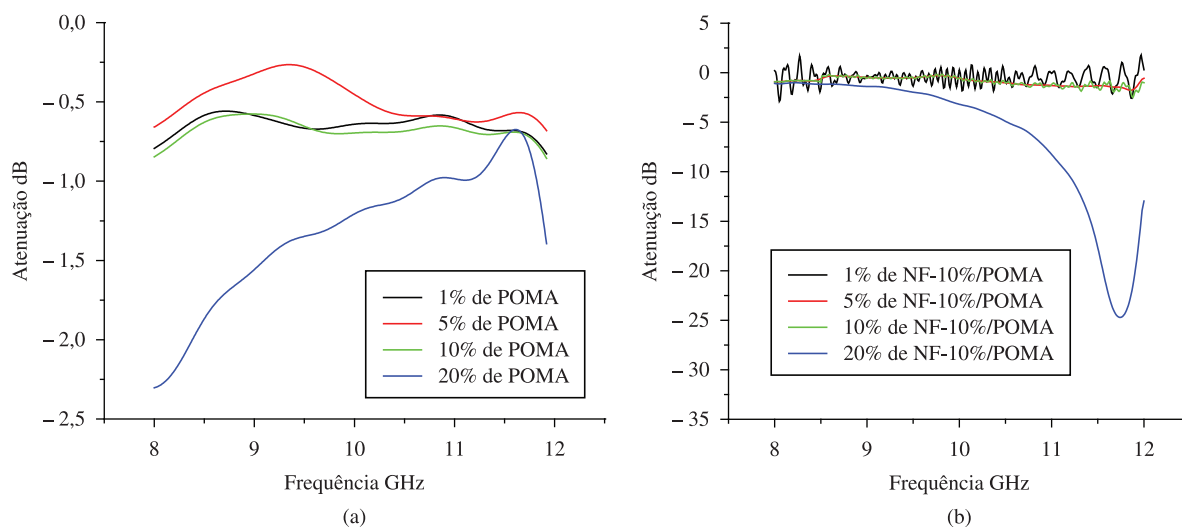 0,0
– 0,5
– 1,0
– 1,5
– 2,0
– 2,5
Atenuação dB
8
9
10
11
12
Frequência GHz
1% de POMA
5% de POMA
10% de POMA
20% de POMA
(a)
5
0
– 5
– 10
– 15
– 20
– 25
– 30
– 35
Atenuação dB
8
9
10
11
12
Frequência GHz
1% de NF-10%/POMA
5% de NF-10%/POMA
10% de NF-10%/POMA
20% de NF-10%/POMA
(b)